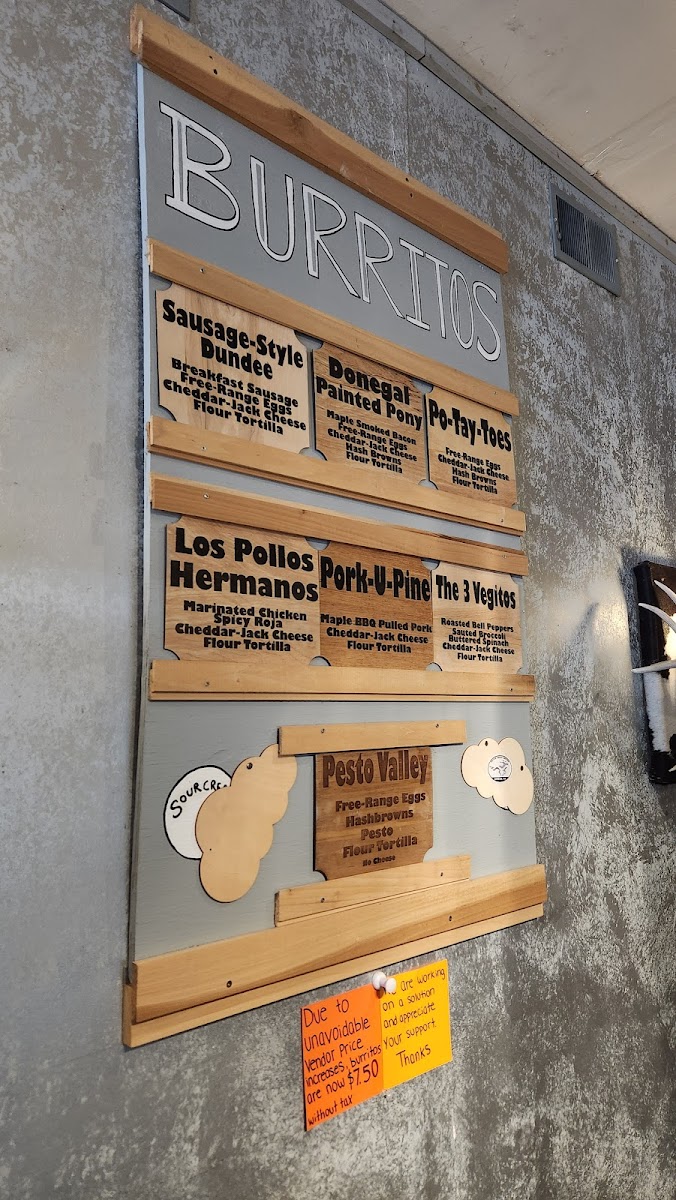 BURRITOS
Sausage-Style
Dundee
Breakfast Sausage
Free-Range Eggs
Cheddar-Jack Cheese
Flour Tortilla
Donegal
Painted Pony
Maple Smoked Bacon
Free-Range Eggs
Cheddar-Jack Cheese
Hash Browns
Flour Tortilla
Po-Tay-Toes
Free-Range Eggs
Cheddar-Jack Cheese
Hash Browns
Flour Tortilla
Los Pollos
Hermanos
Marinated Chicken
Spicy Roja
Cheddar-Jack Cheese
Flour Tortilla
Pork-U-Pine
Maple BBQ Pulled Pork
Cheddar-Jack Cheese
Flour Tortilla
The 3 Vegitos
Roasted Bell Peppers
Sauted Broccoli
Buttered Spinach
Cheddar-Jack Cheese
Flour Tortilla
SOUR CRE
Pesto Valley
Free-Range Eggs
Hashbrowns
Pesto
Flour Tortilla
No Cheese
Due to
unavoidable
vendor price
increases, burritos
are now $7.50
without tax
are working
on a solution
and appreciate
your support.
Thanks